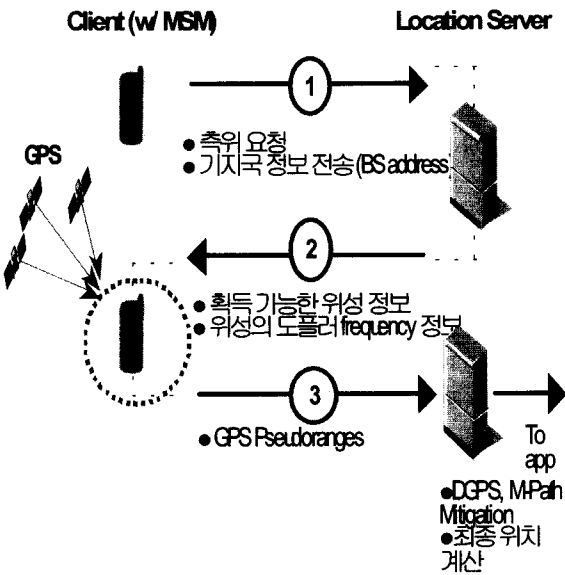 Client (w/ MSM)
Location Server
1
● 측위 요청
● 기지국 정보 전송 (BS address)
GPS
2
● 획득 가능한 위성 정보
● 위성의 도플러 frequency 정보
3
● GPS Pseudoranges
To
app
●DGPS, M-Path
Mitigation
●최종 위치
계산